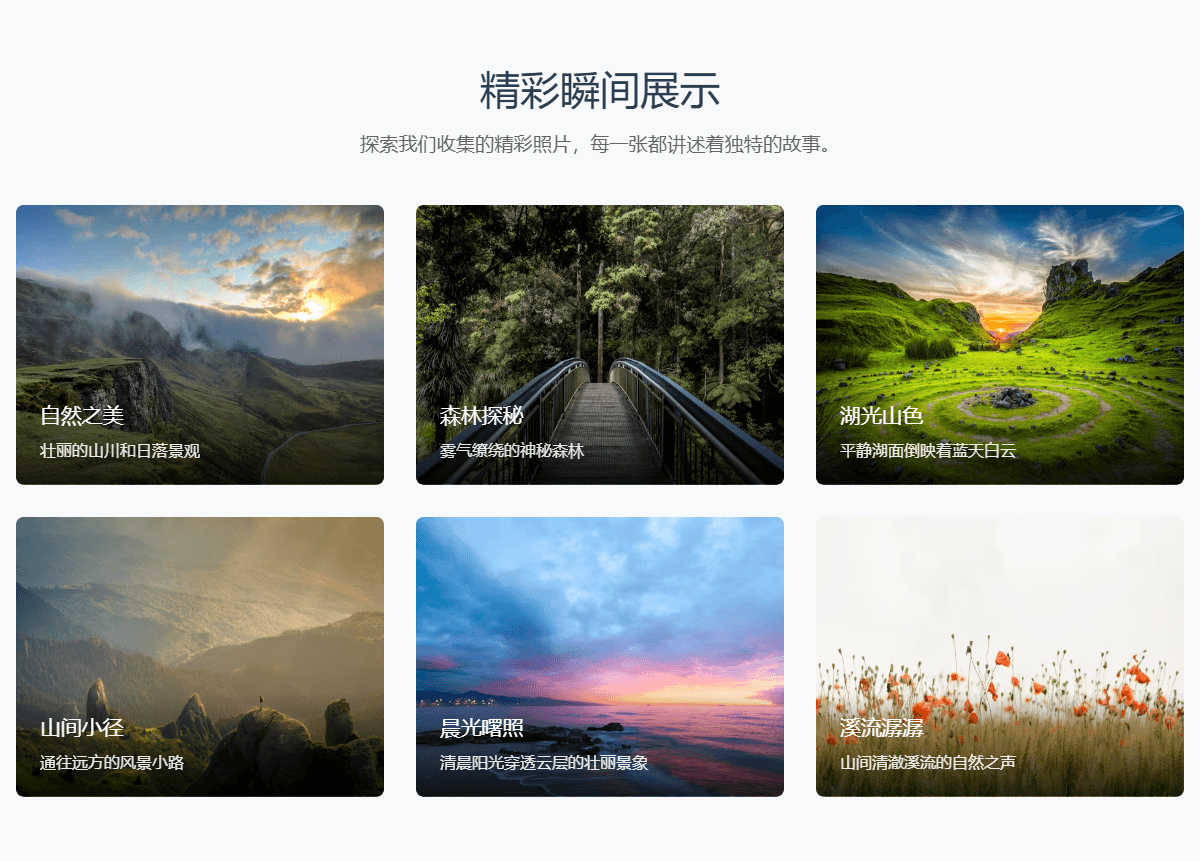 精彩瞬间展示
探索我们收集的精彩照片，每一张都讲述着独特的故事。
自然之美
壮丽的山川和日落景观
森林探秘
雾气缭绕的神秘森林
湖光山色
平静湖面倒映着蓝天白云
山间小径
通往远方的风景小路
晨光曙照
清晨阳光穿透云层的壮丽景象
溪流潺潺
山间清澈溪流的自然之声